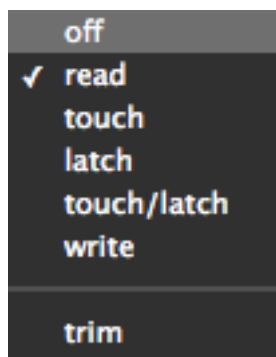 off
✓ read
touch
latch
touch/latch
write
trim